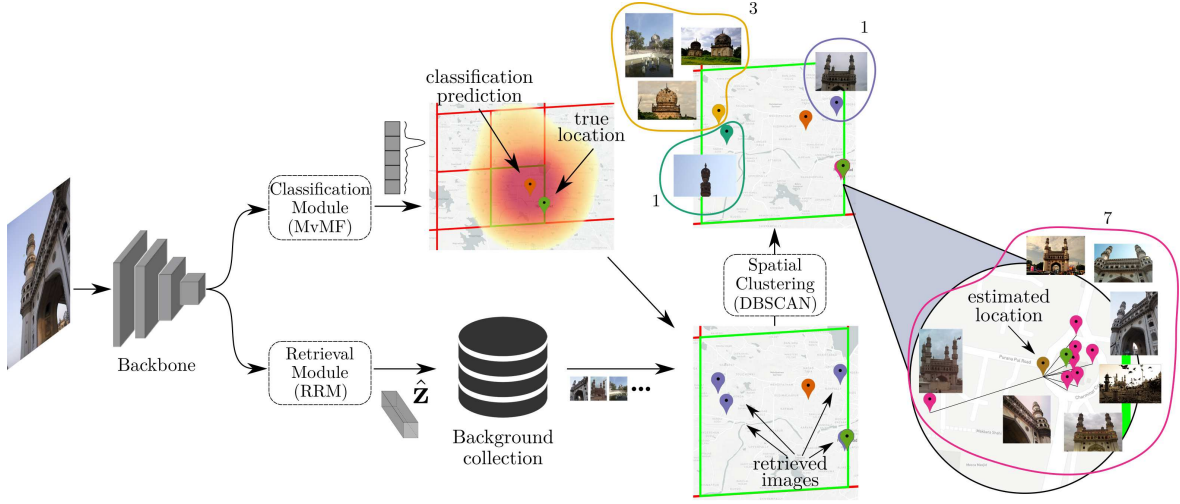 3
1
classification
prediction
true
location
Classification
Module
(MvMF)
1
7
Spatial
Clustering
(DBSCAN)
estimated
location
Backbone
Retrieval
Module
(RRM)
ẑ
Background
collection
retrieved
images